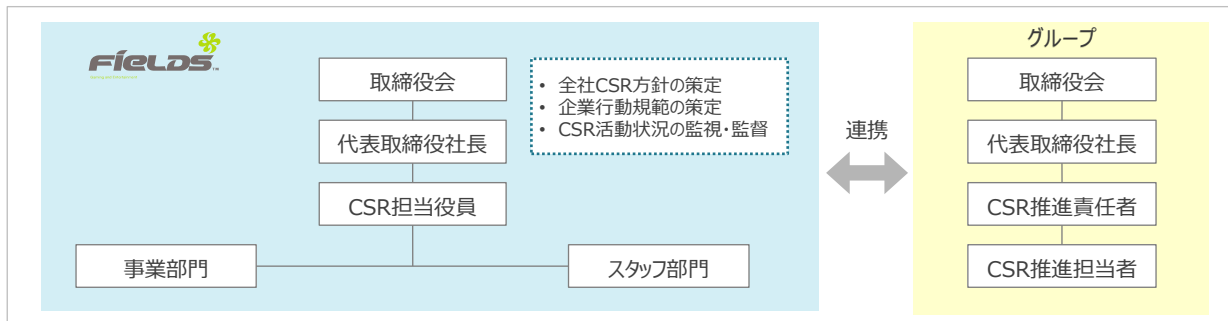 FIELDS
取締役会
代表取締役社長
CSR担当役員
事業部門
スタッフ部門
• 全社CSR方針の策定
• 企業行動規範の策定
• CSR活動状況の監視・監督
連携
グループ
取締役会
代表取締役社長
CSR推進責任者
CSR推進担当者